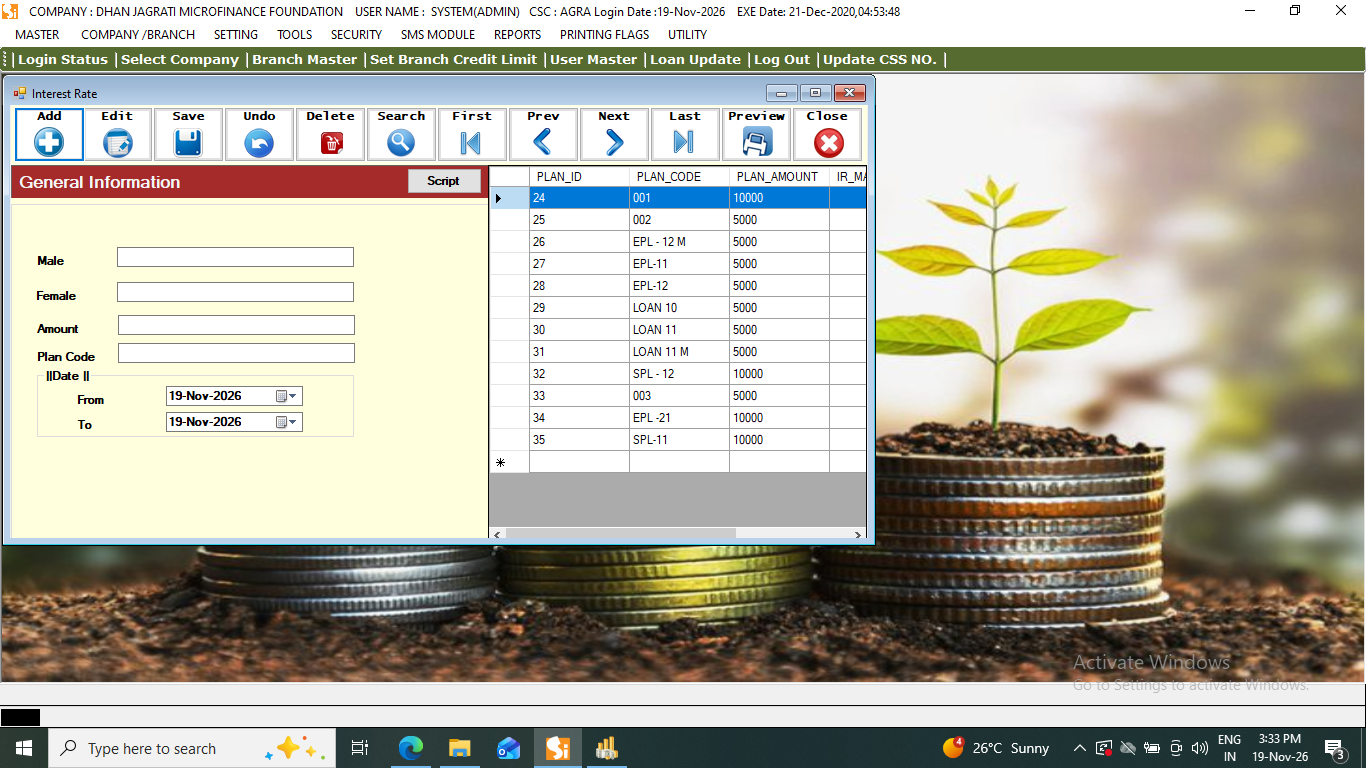 COMPANY : DHAN JAGRATI MICROFINANCE FOUNDATION USER NAME : SYSTEM(ADMIN) CSC : AGRA Login Date :19-Nov-2026 EXE Date: 21-Dec-2020,04:53:48
MASTER COMPANY /BRANCH SETTING TOOLS SECURITY SMS MODULE REPORTS PRINTING FLAGS UTILITY
|Login Status |Select Company |Branch Master |Set Branch Credit Limit |User Master |Loan Update |Log Out |Update CSS NO. |
Interest Rate
Add Edit Save Undo Delete Search First Prev Next Last Preview Close
General Information Script
Male
Female
Amount
Plan Code
||Date ||
From 19-Nov-2026
To 19-Nov-2026
PLAN_ID PLAN_CODE PLAN_AMOUNT IR_MA
24 001 10000
25 002 5000
26 EPL - 12 M 5000
27 EPL-11 5000
28 EPL-12 5000
29 LOAN 10 5000
30 LOAN 11 5000
31 LOAN 11 M 5000
32 SPL - 12 10000
33 003 5000
34 EPL -21 10000
35 SPL-11 10000
Activate Windows
Go to Settings to activate Windows.
Type here to search
4
26°C Sunny
ENG
IN
3:33 PM
19-Nov-26
3